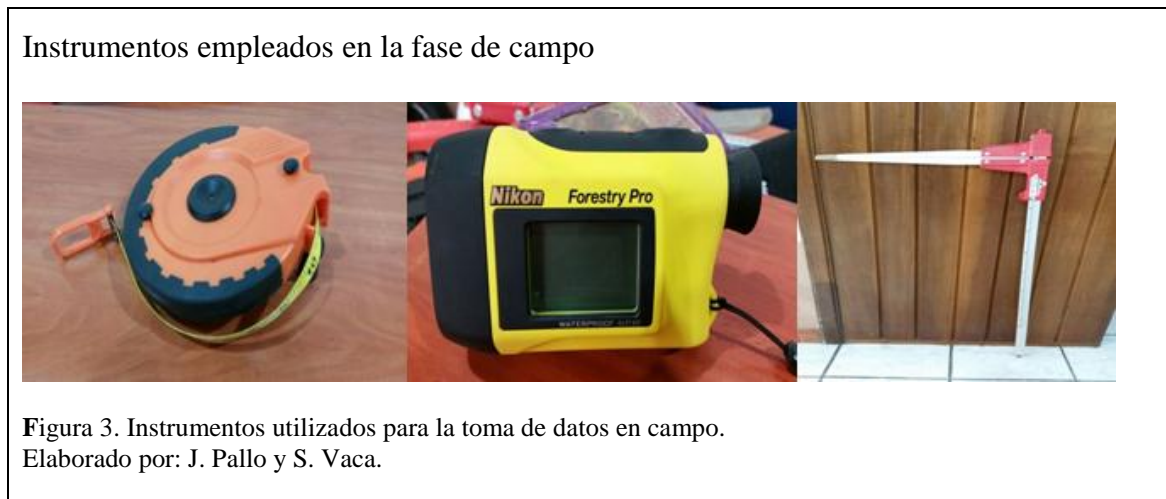 Instrumentos empleados en la fase de campo
Nikon Forestry Pro
WATERPROOF
Figura 3. Instrumentos utilizados para la toma de datos en campo.
Elaborado por: J. Pallo y S. Vaca.